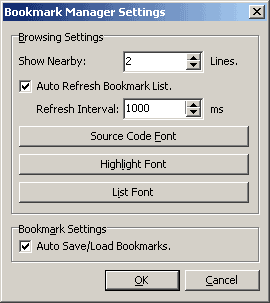 Bookmark Manager Settings
Browsing Settings
Show Nearby: 2 Lines.
Auto Refresh Bookmark List.
Refresh Interval: 1000 ms
Source Code Font
Highlight Font
List Font
Bookmark Settings
Auto Save/Load Bookmarks.
OK Cancel